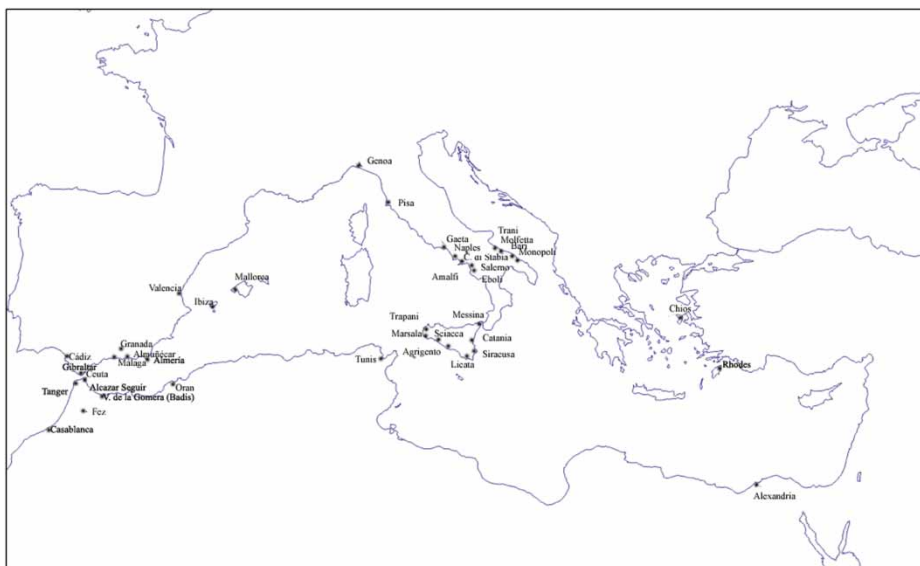 Genoa
Pisa
Trani
Molfetta
Gaeta
Bari
Naples
Monopoli
C. di Stabia
Salerno
Amalfi
Eboli
Mallorca
Valencia
Ibiza
Chios
Messina
Trapani
Marsala
Sciacca
Catania
Granada
Agrigento
Siracusa
Almuñécar
Cádiz
Málaga
Almería
Tunis
Licata
Gibraltar
Rhodes
Ceuta
Oran
Tanger
Alcazar Seguir
V. de la Gomera (Badis)
Fez
Casablanca
Alexandria